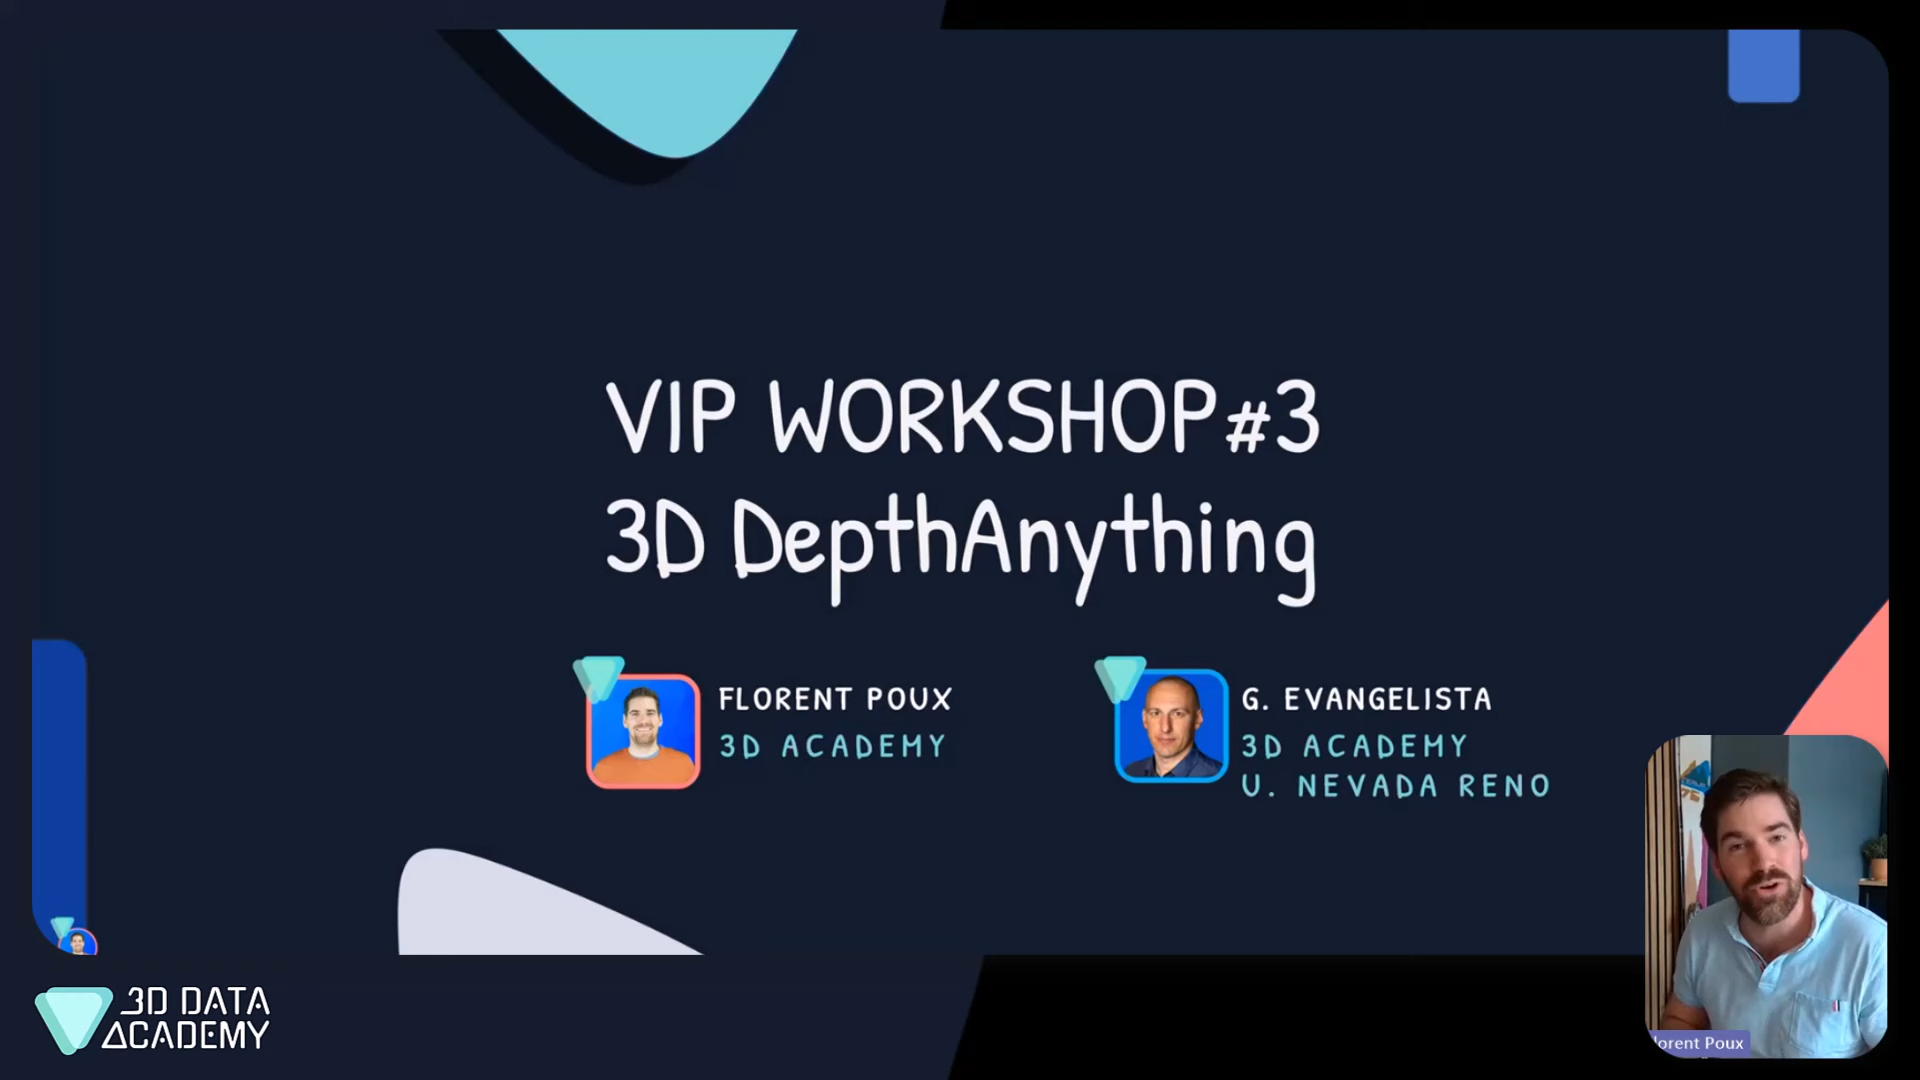 VIP WORKSHOP#3
3D DepthAnything
FLORENT POUX
3D ACADEMY
G. EVANGELISTA
3D ACADEMY
U. NEVADA RENO
3D DATA
ACADEMY
lorent Poux